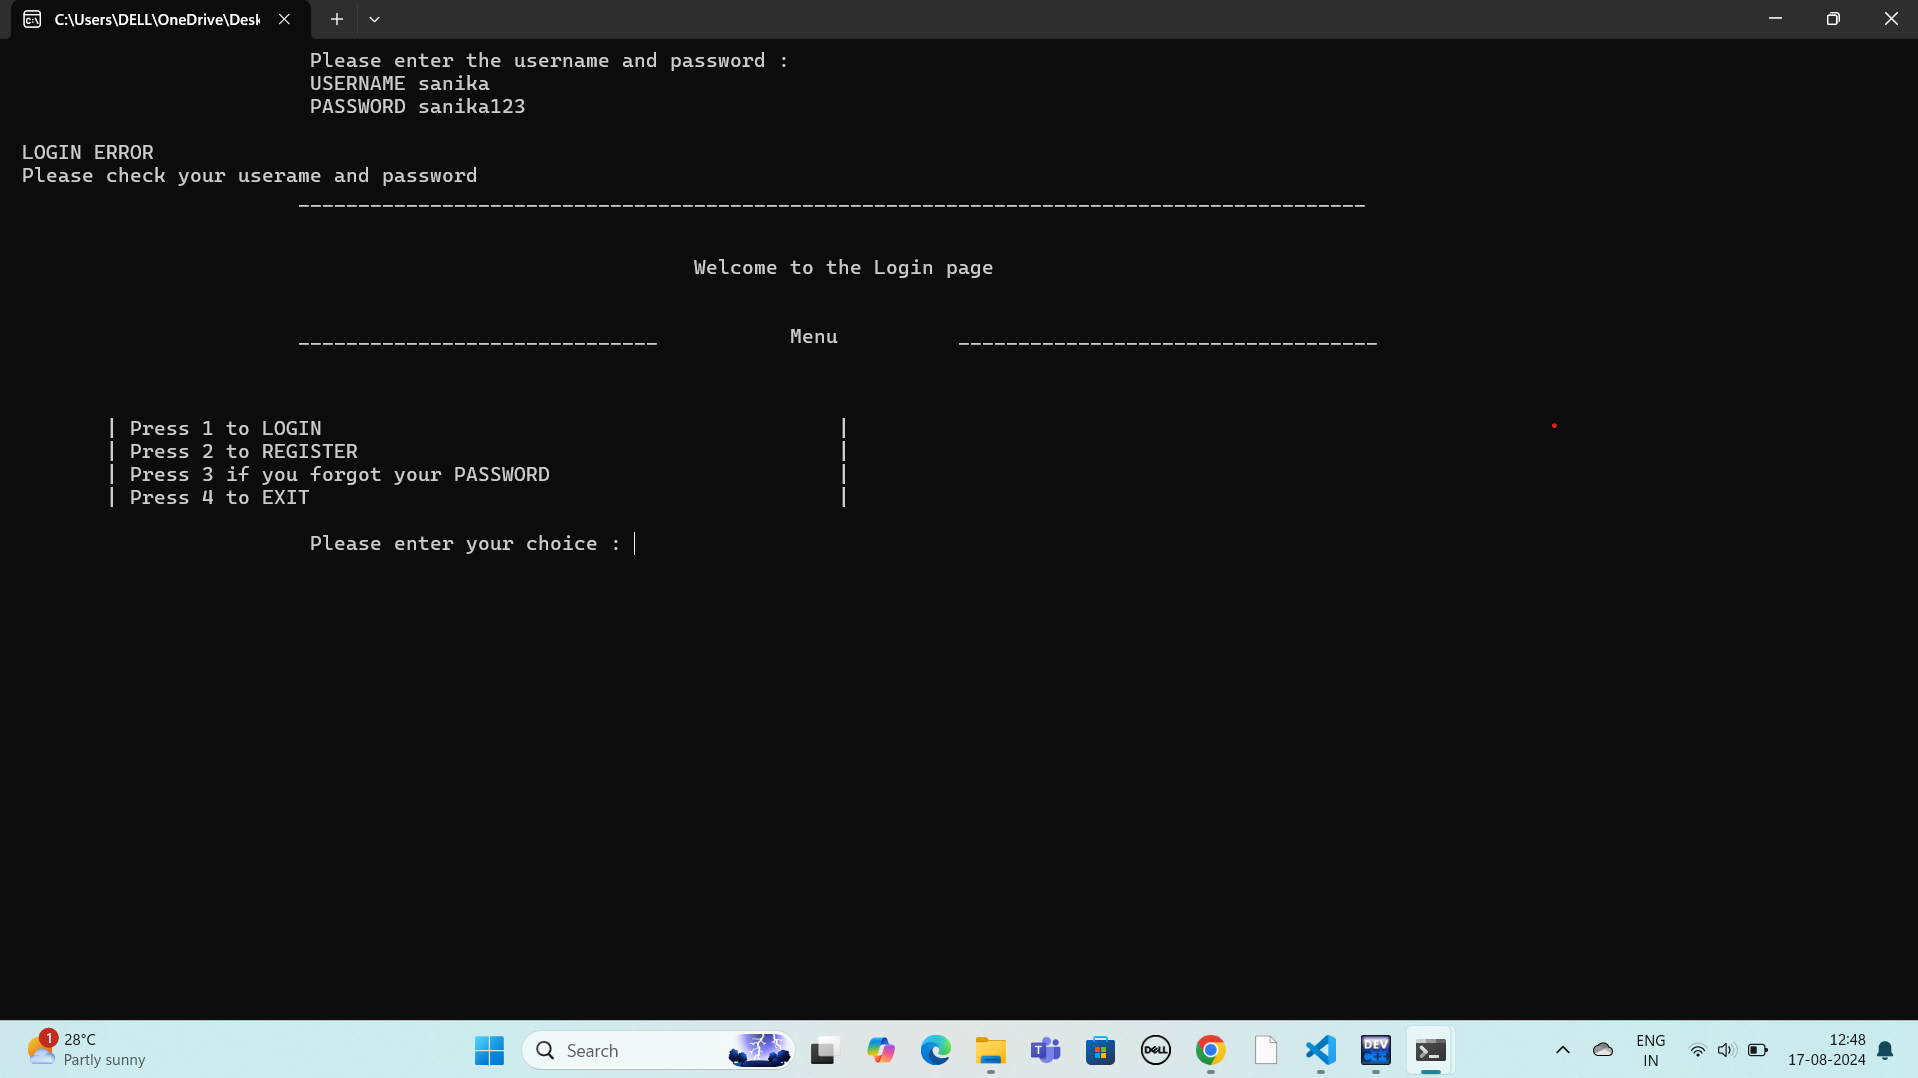 C:\Users\DELL\OneDrive\Desk
Please enter the username and password :
USERNAME sanika
PASSWORD sanika123
LOGIN ERROR
Please check your userame and password
Welcome to the Login page
Menu
| Press 1 to LOGIN |
| Press 2 to REGISTER |
| Press 3 if you forgot your PASSWORD |
| Press 4 to EXIT |
Please enter your choice :
1
28°C
Partly sunny
Search
DELL
DEV
C++
ENG
IN
12:48
17-08-2024